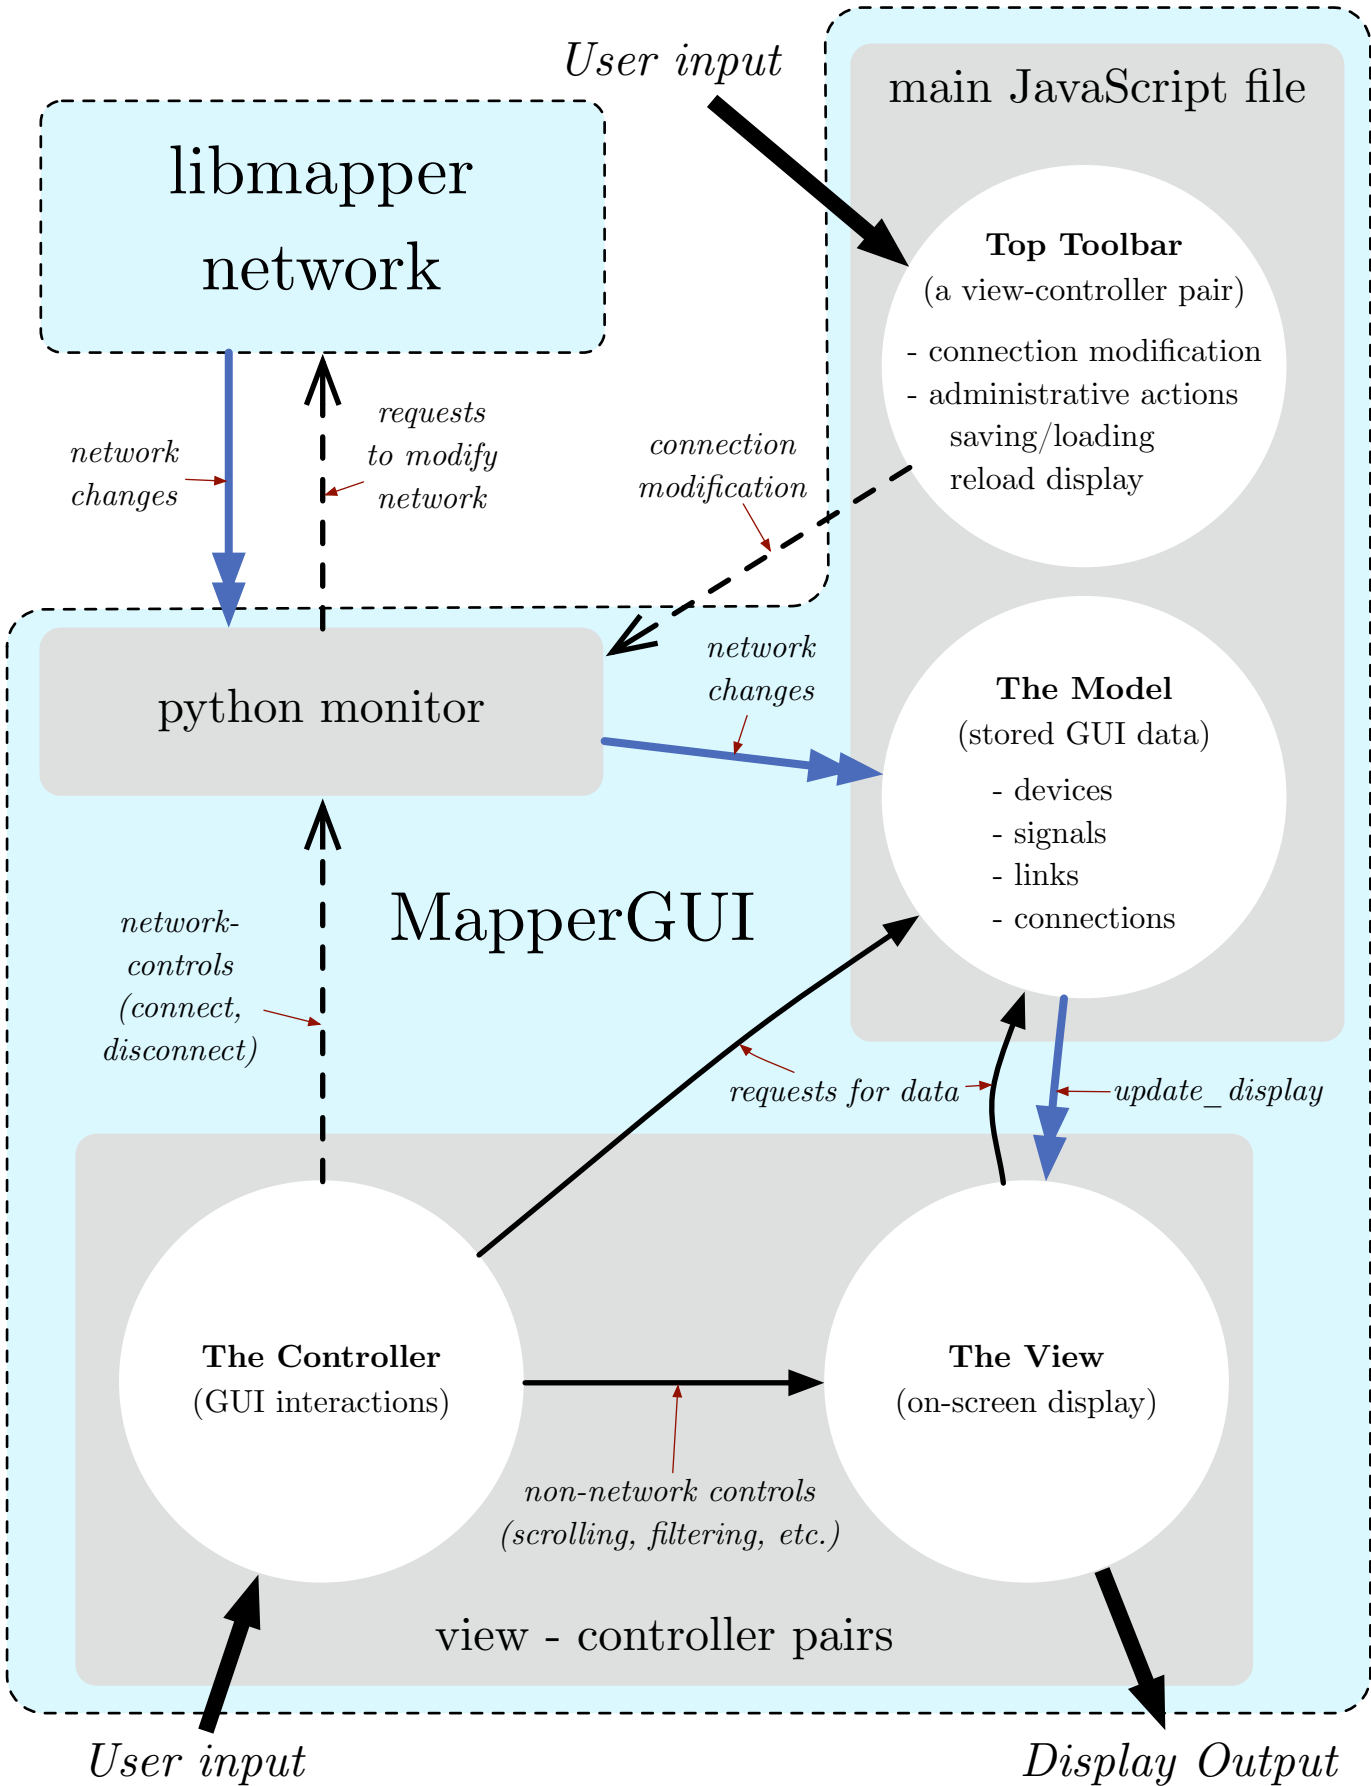 User input
main JavaScript file
libmapper
network
Top Toolbar
(a view-controller pair)
- connection modification
- administrative actions
saving/loading
reload display
network
changes
requests
to modify
network
connection
modification
python monitor
network
changes
The Model
(stored GUI data)
- devices
- signals
- links
- connections
MapperGUI
network-
controls
(connect,
disconnect)
requests for data
update_display
The Controller
(GUI interactions)
The View
(on-screen display)
non-network controls
(scrolling, filtering, etc.)
view - controller pairs
User input
Display Output